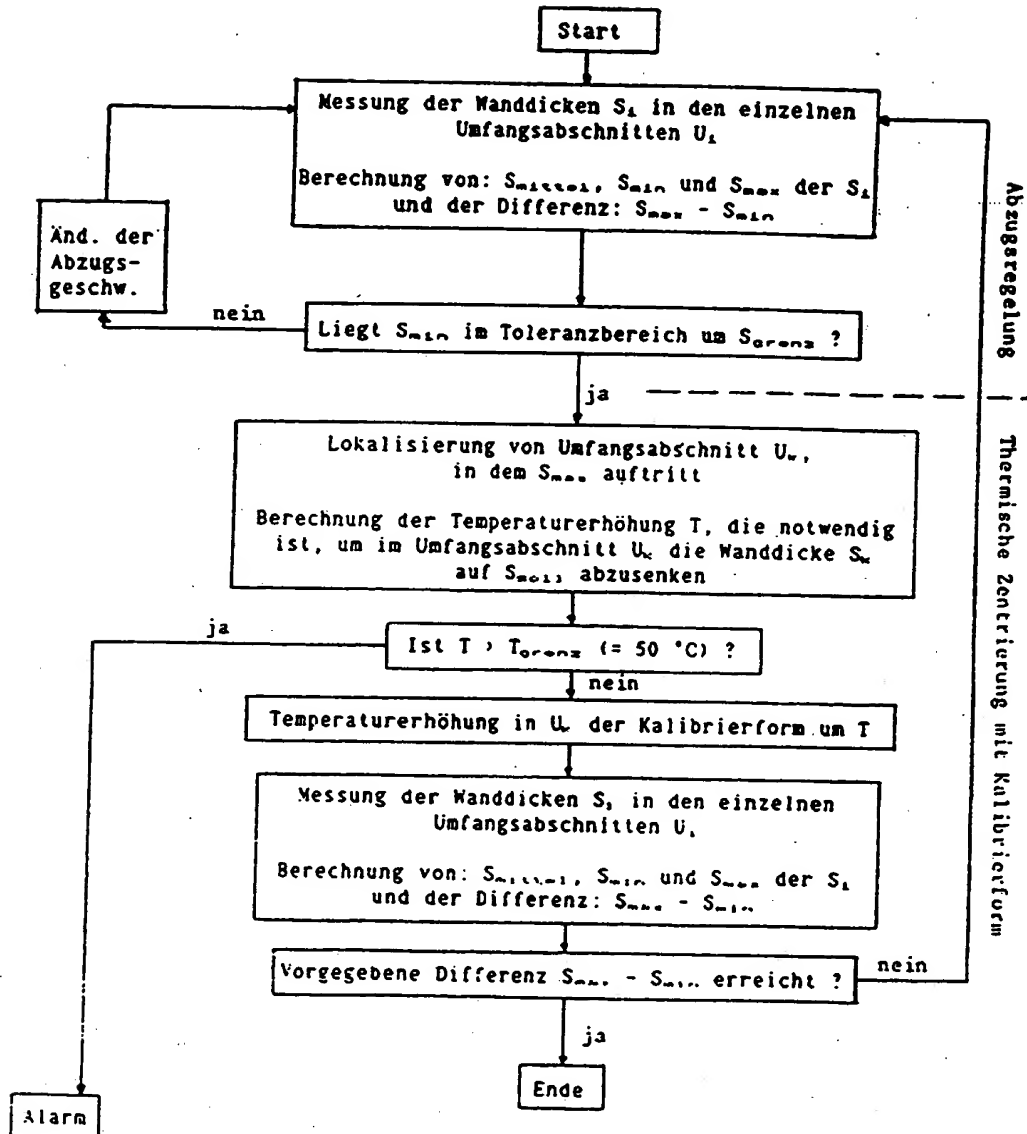 Start
Messung der Wanddicken Si in den einzelnen
Umfangsabschnitten Ui
Berechnung von: Smittel, Smin und Smax der Si
und der Differenz: Smax - Smin
Änd. der
Abzugs-
geschw.
nein
Liegt Smin im Toleranzbereich um SGrenz ?
ja
Abzugsregelung
Lokalisierung von Umfangsabschnitt Uk,
in dem Smax auftritt
Berechnung der Temperaturerhöhung T, die notwendig
ist, um im Umfangsabschnitt Uk die Wanddicke Sk
auf Ssoll abzusenken
ja
Ist T > TGrenz (= 50 °C) ?
nein
Temperaturerhöhung in Uk der Kalibrierform um T
Messung der Wanddicken Si in den einzelnen
Umfangsabschnitten Ui
Berechnung von: Smittel, Smin und Smax der Si
und der Differenz: Smax - Smin
Thermische Zentrierung mit Kalibrierform
Vorgegebene Differenz Smax - Smin erreicht ?
nein
ja
Ende
Alarm